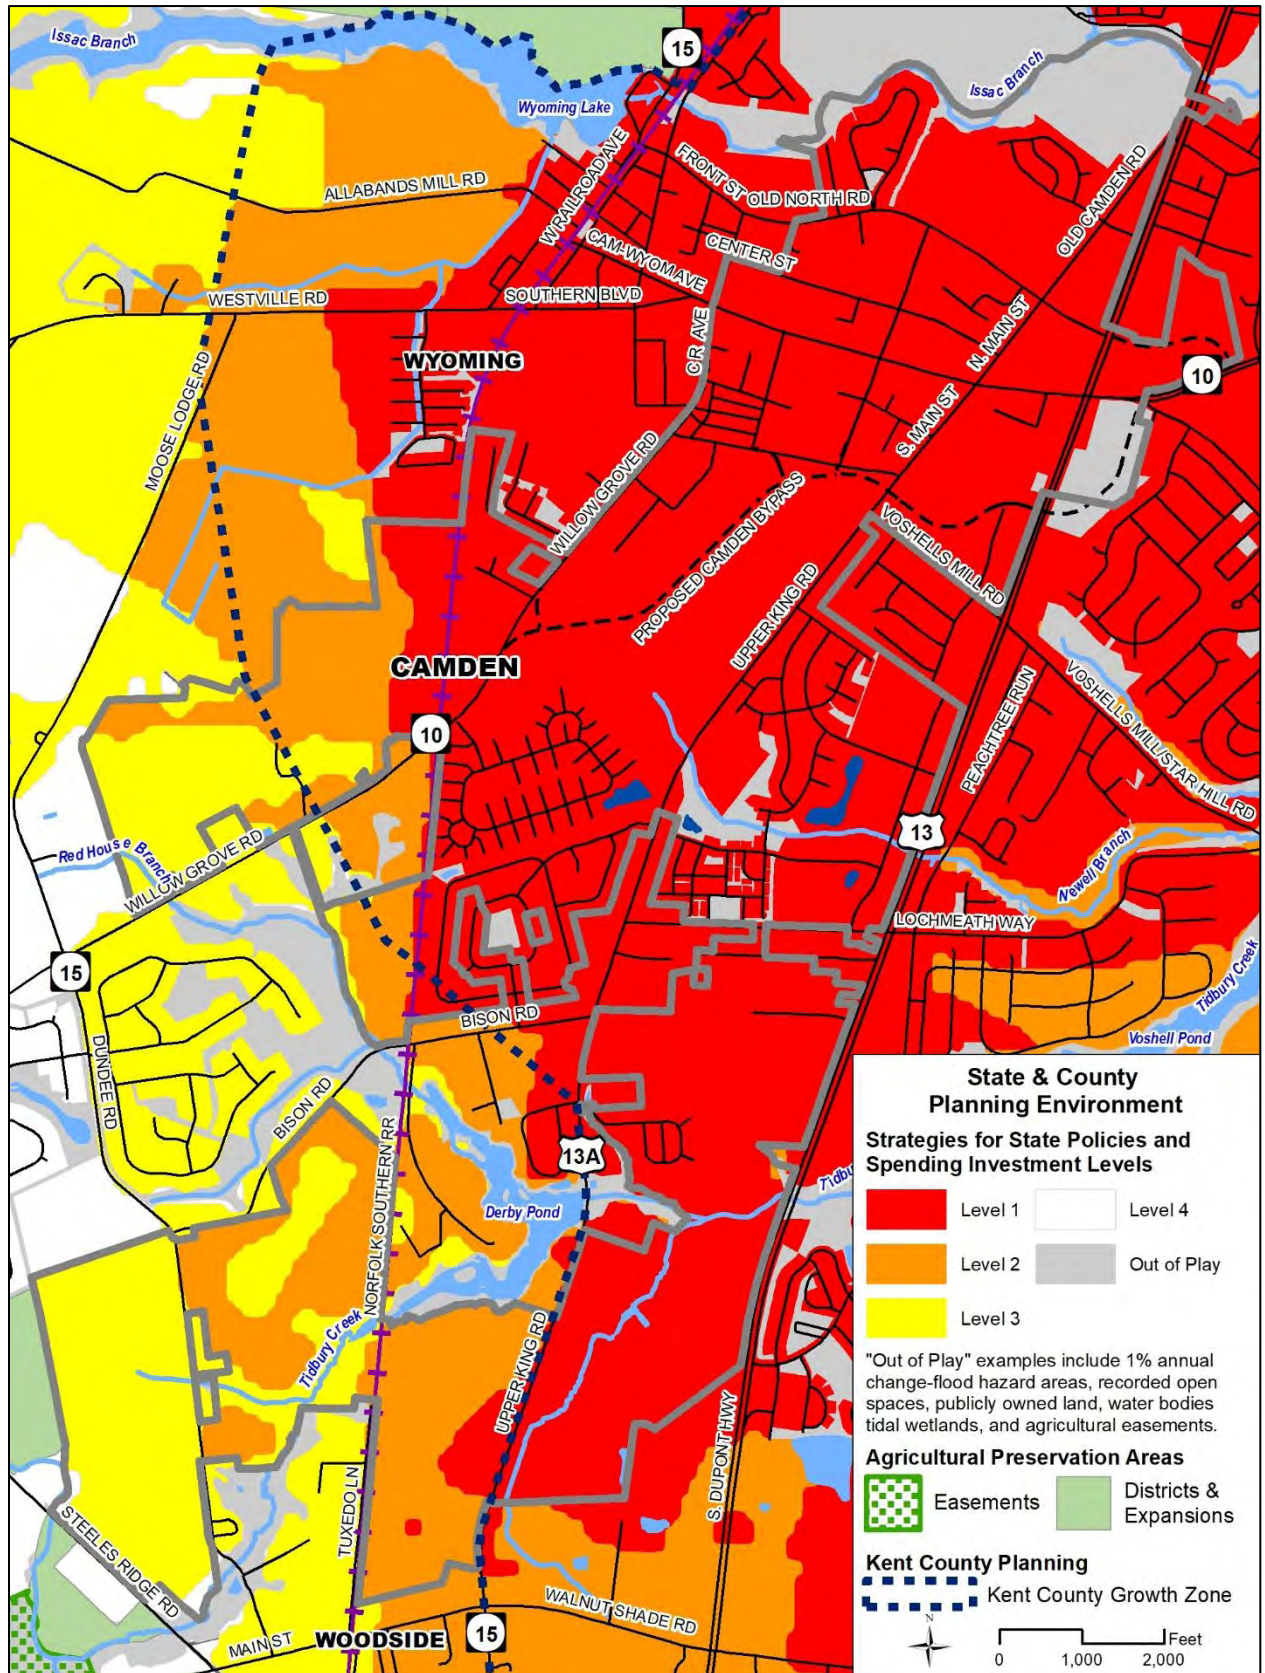 Issac Branch
15
Wyoming Lake
Issac Branch
ALLABANDS MILL RD
W RAILROAD AVE
FRONT ST
OLD NORTH RD
OLD CAMDEN RD
CAM-WYOM AVE
CENTER ST
WESTVILLE RD
SOUTHERN BLVD
WYOMING
C.R. AVE
N. MAIN ST
10
MOOSE LODGE RD
S. MAIN ST
WILLOW GROVE RD
PROPOSED CAMDEN BYPASS
VOSHELLS MILL RD
UPPER KING RD
CAMDEN
10
PEACHTREE RUN
VOSHELLS MILL/STAR HILL RD
13
Red House Branch
WILLOW GROVE RD
Newell Branch
LOCHMEATH WAY
15
BISON RD
Tidbury Creek
Voshell Pond
DUNDEE RD
BISON RD
NORFOLK SOUTHERN RR
13A
Derby Pond
Tidbu
Tidbury Creek
UPPER KING RD
S. DUPONT HWY
TUXEDO LN
STEELES RIDGE RD
MAIN ST
WOODSIDE
15
WALNUT SHADE RD
State & County
Planning Environment
Strategies for State Policies and
Spending Investment Levels
Level 1 Level 4
Level 2 Out of Play
Level 3
"Out of Play" examples include 1% annual
change-flood hazard areas, recorded open
spaces, publicly owned land, water bodies
tidal wetlands, and agricultural easements.
Agricultural Preservation Areas
Easements Districts &
Expansions
Kent County Planning
Kent County Growth Zone
N
Feet
0 1,000 2,000